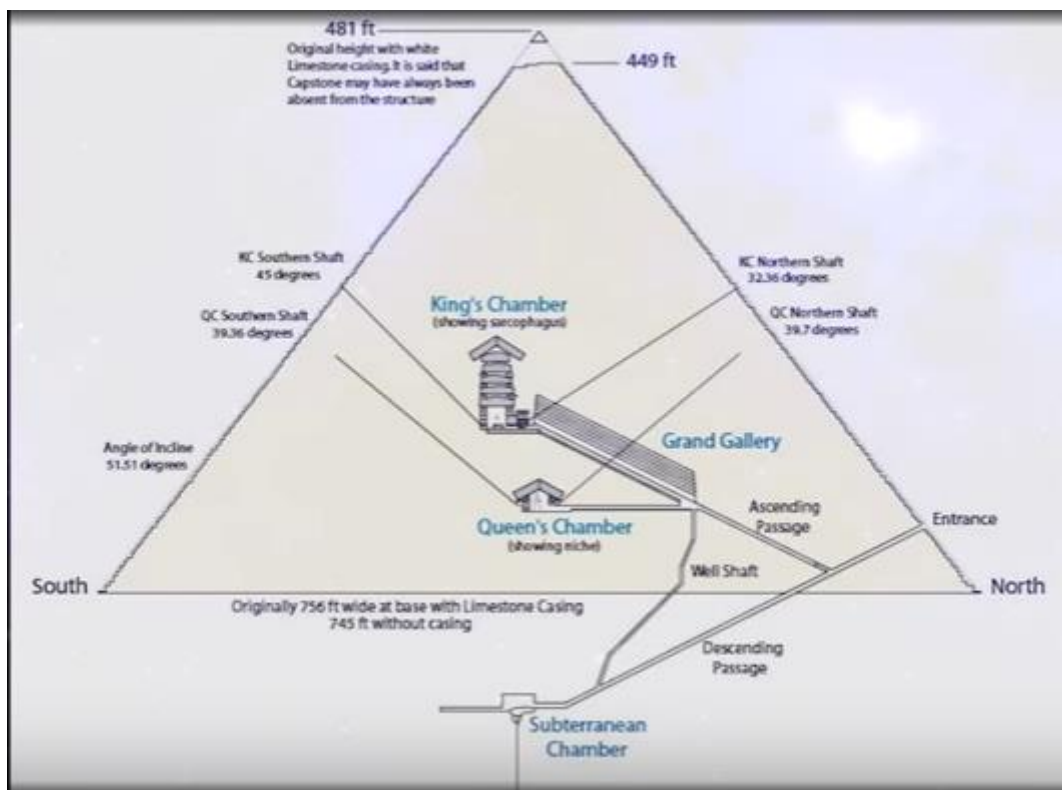 481 ft
Original height with white
Limestone casing. It is said that
Capstone may have always been
absent from the structure
449 ft
KC Southern Shaft
45 degrees
KC Northern Shaft
32.36 degrees
King's Chamber
(showing sarcophagus)
QC Southern Shaft
39.36 degrees
QC Northern Shaft
39.7 degrees
Grand Gallery
Angle of Incline
51.51 degrees
Ascending
Passage
Entrance
Queen's Chamber
(showing niche)
Well Shaft
South
North
Originally 756 ft wide at base with Limestone Casing
745 ft without casing
Descending
Passage
Subterranean
Chamber